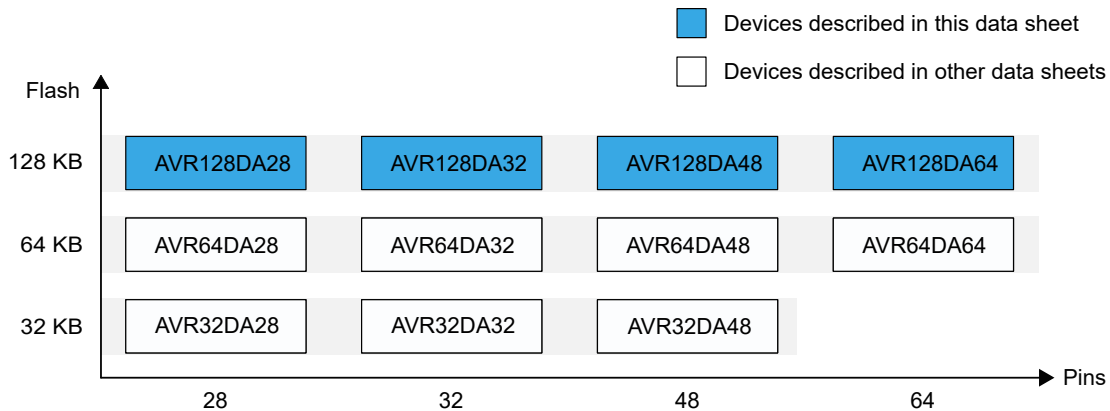 Devices described in this data sheet
Devices described in other data sheets
Flash
128 KB AVR128DA28 AVR128DA32 AVR128DA48 AVR128DA64
64 KB AVR64DA28 AVR64DA32 AVR64DA48 AVR64DA64
32 KB AVR32DA28 AVR32DA32 AVR32DA48
Pins
28 32 48 64